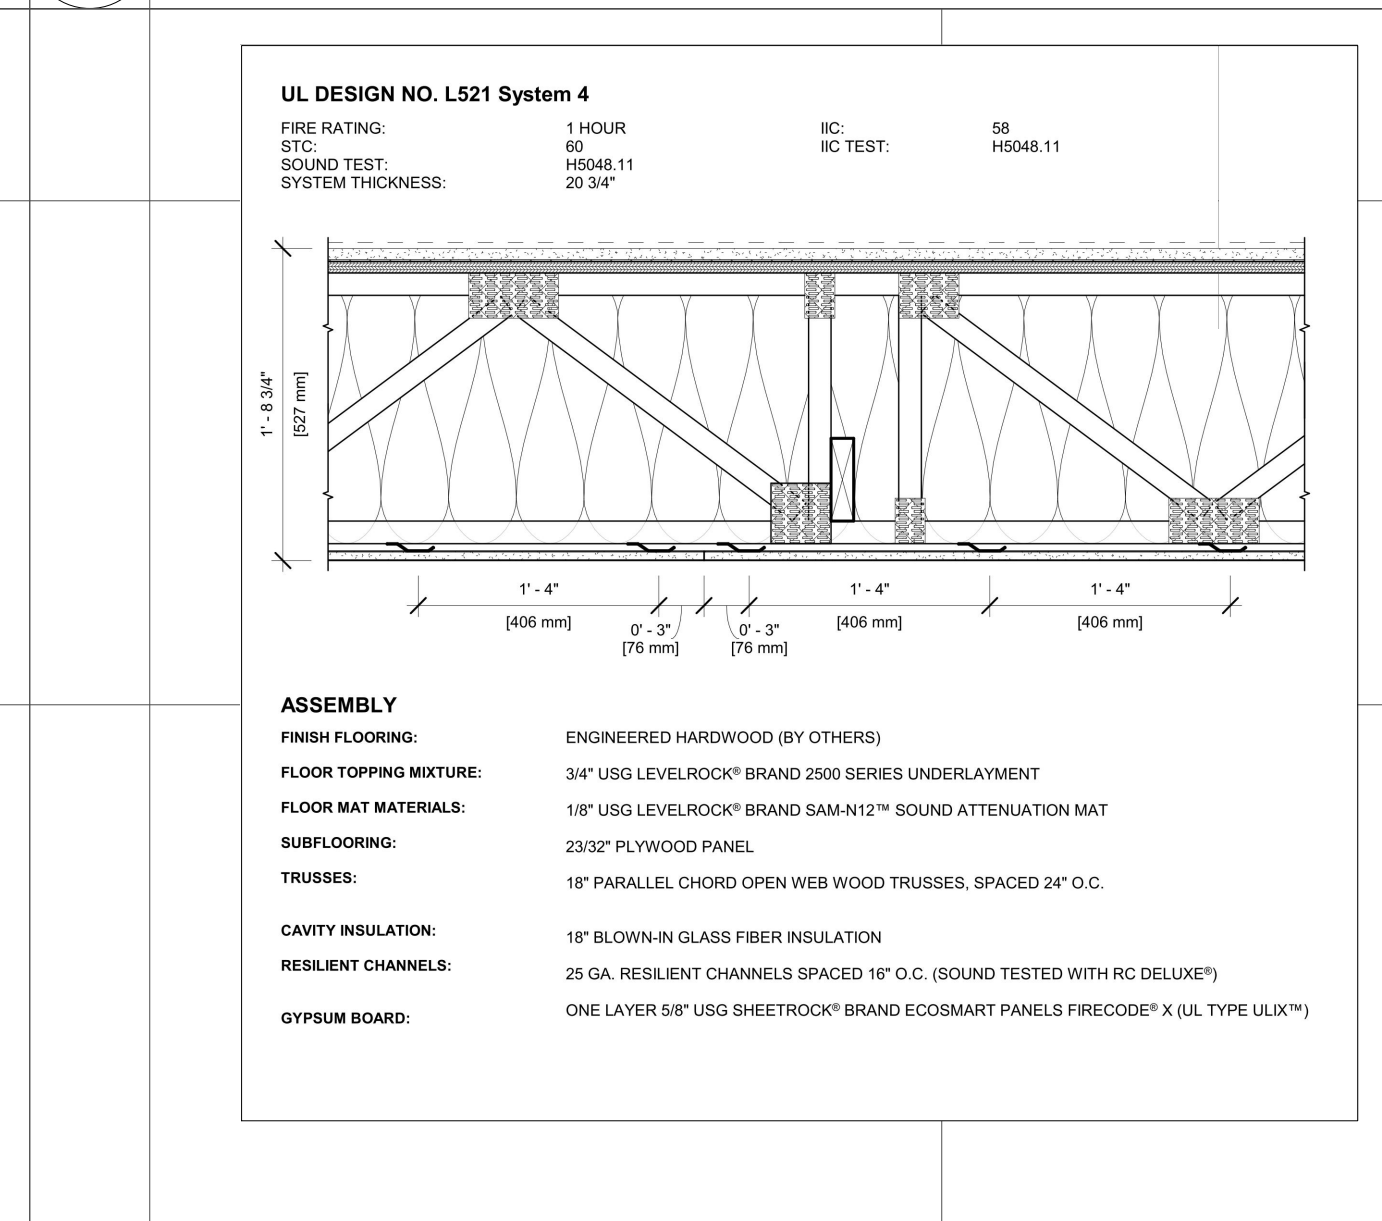 UL DESIGN NO. L521 System 4
FIRE RATING: 1 HOUR IIC: 58
STC: 60 IIC TEST: H5048.11
SOUND TEST: H5048.11
SYSTEM THICKNESS: 20 3/4"
1' - 8 3/4"
[527 mm]
1' - 4" 1' - 4" 1' - 4"
[406 mm] [406 mm] [406 mm]
0' - 3" 0' - 3"
[76 mm] [76 mm]
ASSEMBLY
FINISH FLOORING: ENGINEERED HARDWOOD (BY OTHERS)
FLOOR TOPPING MIXTURE: 3/4" USG LEVELROCK® BRAND 2500 SERIES UNDERLAYMENT
FLOOR MAT MATERIALS: 1/8" USG LEVELROCK® BRAND SAM-N12™ SOUND ATTENUATION MAT
SUBFLOORING: 23/32" PLYWOOD PANEL
TRUSSES: 18" PARALLEL CHORD OPEN WEB WOOD TRUSSES, SPACED 24" O.C.
CAVITY INSULATION: 18" BLOWN-IN GLASS FIBER INSULATION
RESILIENT CHANNELS: 25 GA. RESILIENT CHANNELS SPACED 16" O.C. (SOUND TESTED WITH RC DELUXE®)
GYPSUM BOARD: ONE LAYER 5/8" USG SHEETROCK® BRAND ECOSMART PANELS FIRECODE® X (UL TYPE ULIX™)